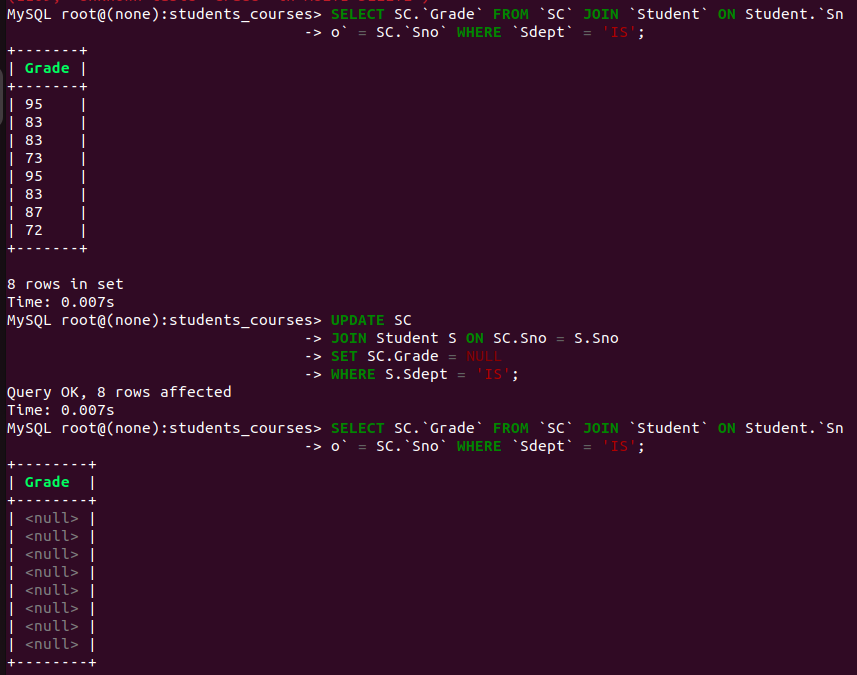 MySQL root@(none):students_courses> SELECT SC.`Grade` FROM `SC` JOIN `Student` ON Student.`Sn
-> o` = SC.`Sno` WHERE `Sdept` = 'IS';
+-------+
| Grade |
+-------+
| 95    |
| 83    |
| 83    |
| 73    |
| 95    |
| 83    |
| 87    |
| 72    |
+-------+
8 rows in set
Time: 0.007s
MySQL root@(none):students_courses> UPDATE SC
-> JOIN Student S ON SC.Sno = S.Sno
-> SET SC.Grade = NULL
-> WHERE S.Sdept = 'IS';
Query OK, 8 rows affected
Time: 0.007s
MySQL root@(none):students_courses> SELECT SC.`Grade` FROM `SC` JOIN `Student` ON Student.`Sn
-> o` = SC.`Sno` WHERE `Sdept` = 'IS';
+--------+
| Grade  |
+--------+
| <null> |
| <null> |
| <null> |
| <null> |
| <null> |
| <null> |
| <null> |
| <null> |
+--------+